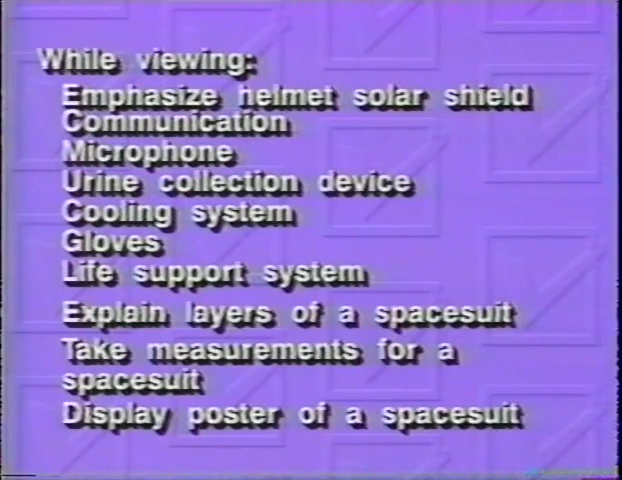 While viewing:
Emphasize helmet solar shield
Communication
Microphone
Urine collection device
Cooling system
Gloves
Life support system
Explain layers of a spacesuit
Take measurements for a
spacesuit
Display poster of a spacesuit